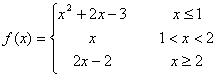 f(x) = { x² + 2x − 3    x ≤ 1
x    1 < x < 2
2x − 2    x ≥ 2